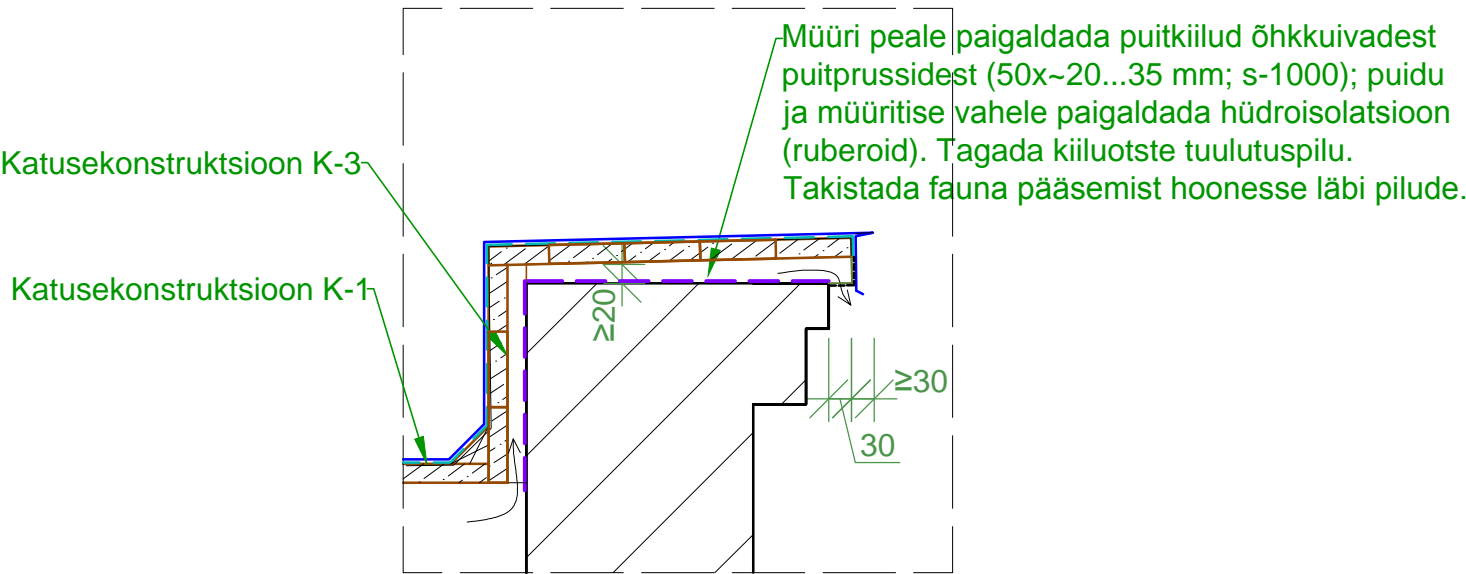 Müüri peale paigaldada puitkiilud õhkkuivadest
puitprussidest (50x~20...35 mm; s-1000); puidu
ja müüritise vahele paigaldada hüdroisolatsioon
(ruberoid). Tagada kiiluotste tuulutuspilu.
Takistada fauna pääsemist hoonesse läbi pilude.
Katusekonstruktsioon K-3
Katusekonstruktsioon K-1
≥20
≥30
30